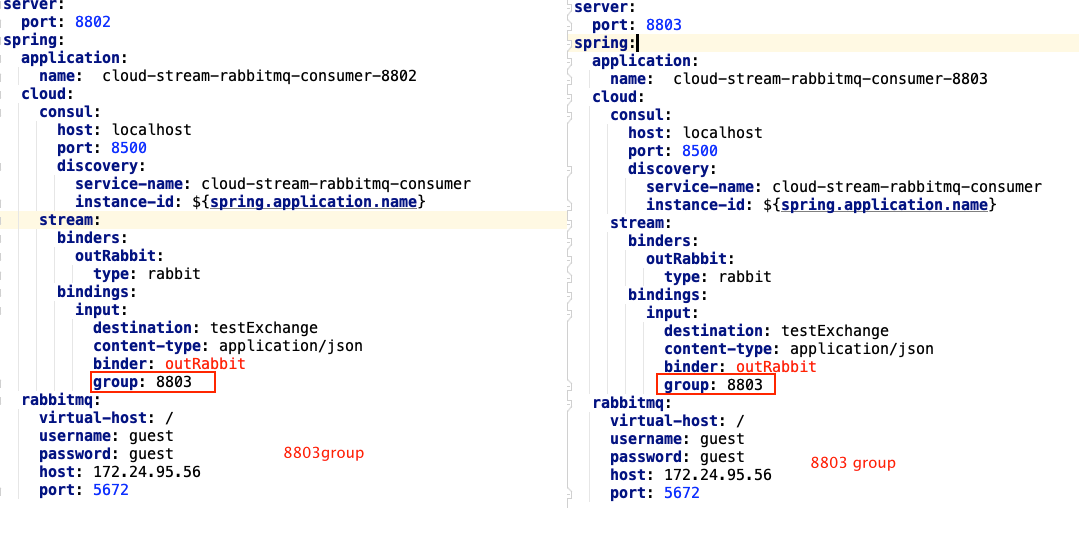 server:
port: 8802
spring:
application:
name: cloud-stream-rabbitmq-consumer-8802
cloud:
consul:
host: localhost
port: 8500
discovery:
service-name: cloud-stream-rabbitmq-consumer
instance-id: ${spring.application.name}
stream:
binders:
outRabbit:
type: rabbit
bindings:
input:
destination: testExchange
content-type: application/json
binder: outRabbit
group: 8803
rabbitmq:
virtual-host: /
username: guest
password: guest
host: 172.24.95.56
port: 5672
8803group
server:
port: 8803
spring:
application:
name: cloud-stream-rabbitmq-consumer-8803
cloud:
consul:
host: localhost
port: 8500
discovery:
service-name: cloud-stream-rabbitmq-consumer
instance-id: ${spring.application.name}
stream:
binders:
outRabbit:
type: rabbit
bindings:
input:
destination: testExchange
content-type: application/json
binder: outRabbit
group: 8803
rabbitmq:
virtual-host: /
username: guest
password: guest
host: 172.24.95.56
port: 5672
8803 group